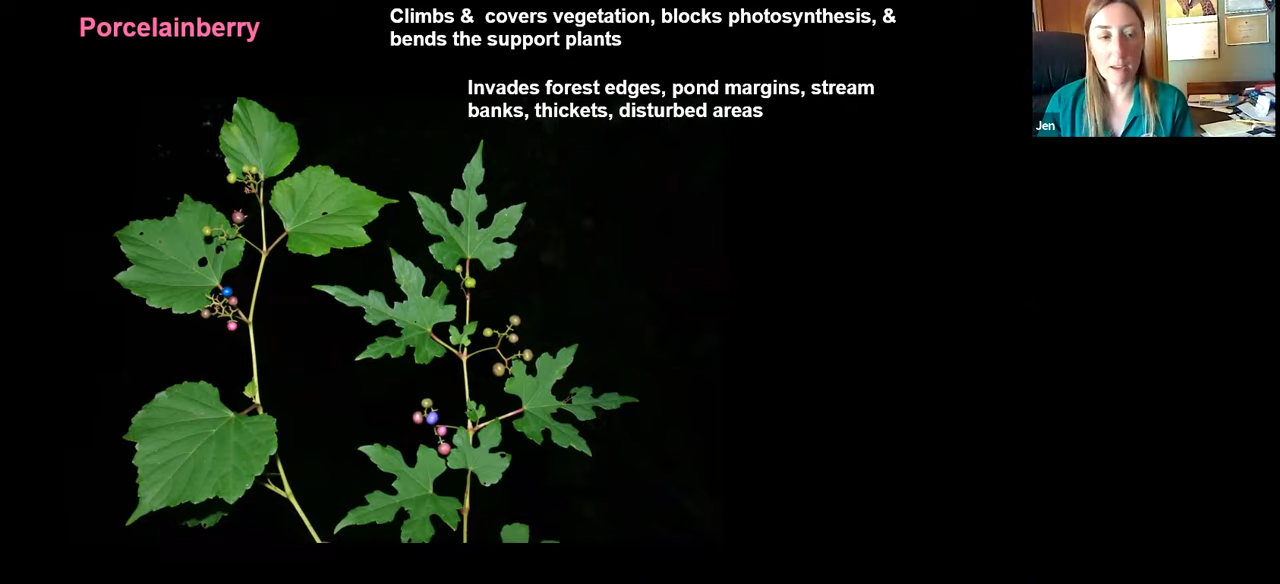 Porcelainberry
Climbs & covers vegetation, blocks photosynthesis, &
bends the support plants
Invades forest edges, pond margins, stream
banks, thickets, disturbed areas
Jen